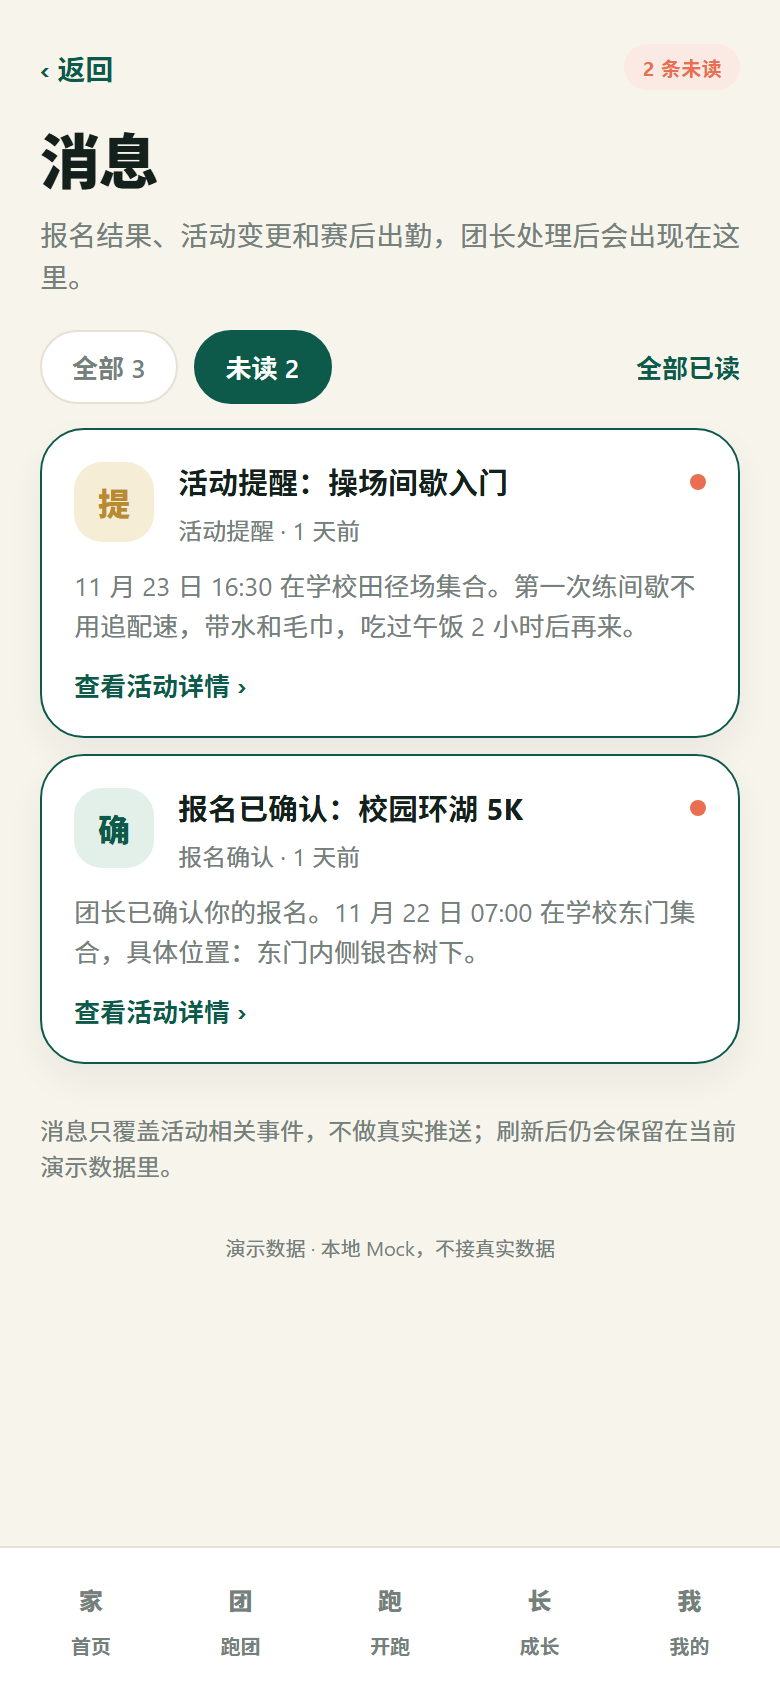 ‹ 返回
2 条未读
消息
报名结果、活动变更和赛后出勤，团长处理后会出现在这
里。
全部 3
未读 2
全部已读
提
活动提醒：操场间歇入门
活动提醒 · 1 天前
11 月 23 日 16:30 在学校田径场集合。第一次练间歇不
用追配速，带水和毛巾，吃过午饭 2 小时后再来。
查看活动详情 ›
确
报名已确认：校园环湖 5K
报名确认 · 1 天前
团长已确认你的报名。11 月 22 日 07:00 在学校东门集
合，具体位置：东门内侧银杏树下。
查看活动详情 ›
消息只覆盖活动相关事件，不做真实推送；刷新后仍会保留在当前
演示数据里。
演示数据 · 本地 Mock，不接真实数据
家
团
跑
长
我
首页
跑团
开跑
成长
我的